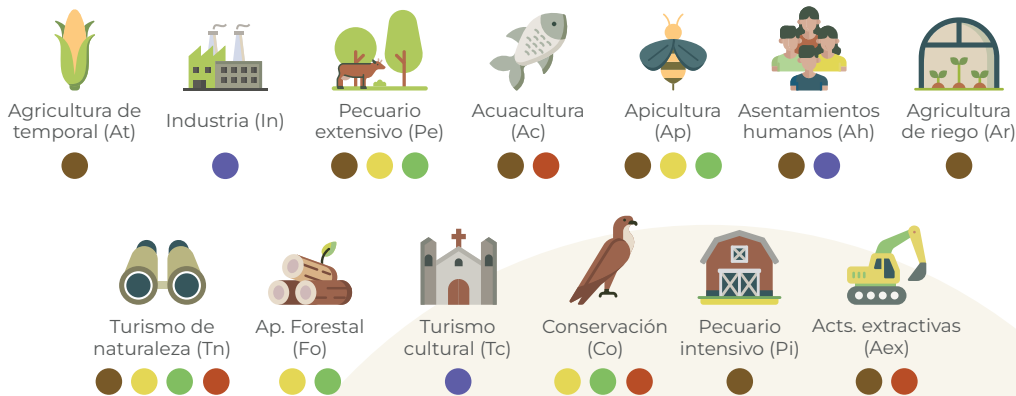 Agricultura de
temporal (At)
Industria (In)
Pecuario
extensivo (Pe)
Acuacultura
(Ac)
Apicultura
(Ap)
Asentamientos
humanos (Ah)
Agricultura
de riego (Ar)
Turismo de
naturaleza (Tn)
Ap. Forestal
(Fo)
Turismo
cultural (Tc)
Conservación
(Co)
Pecuario
intensivo (Pi)
Acts. extractivas
(Aex)